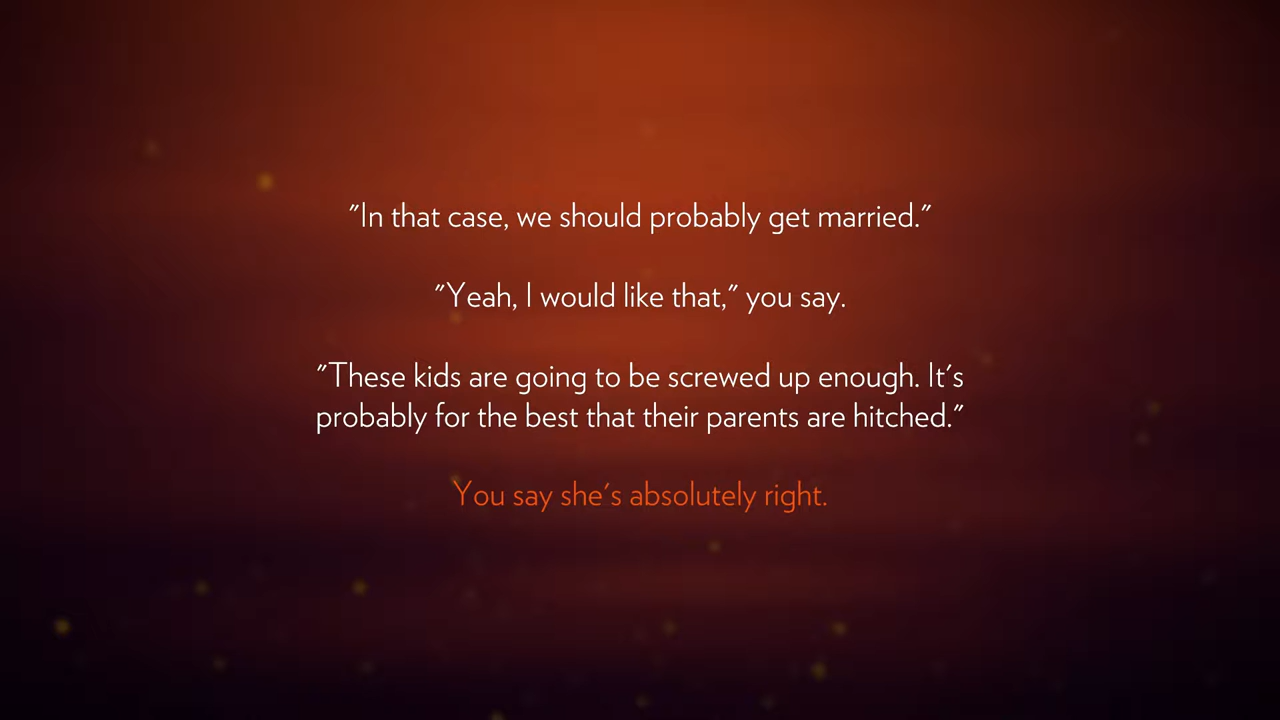 "In that case, we should probably get married."
"Yeah, I would like that," you say.
"These kids are going to be screwed up enough. It's
probably for the best that their parents are hitched."
You say she's absolutely right.